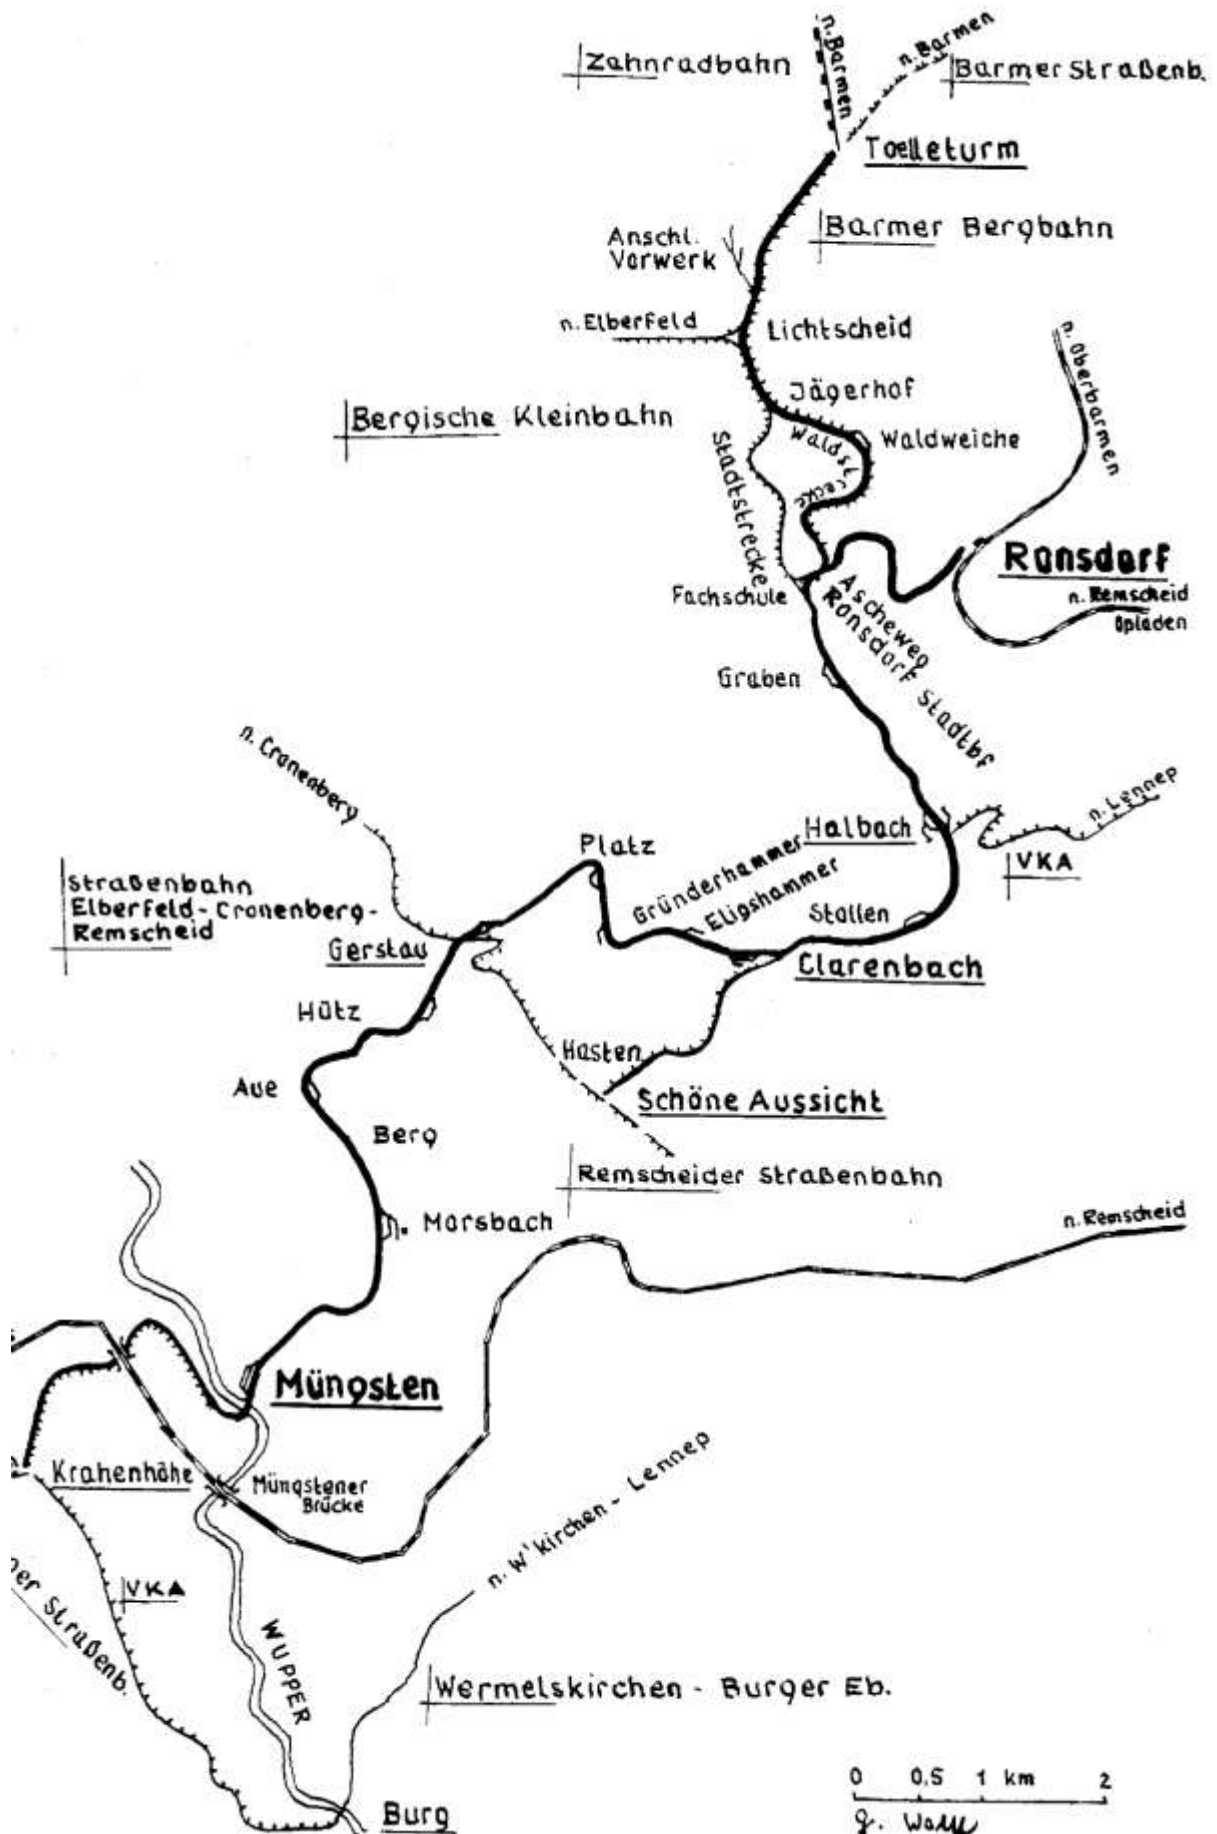 n. Barmen
n. Barmen
Zahnradbahn
Barmer Straßenb.
Toelleturm
Barmer Bergbahn
Anschl.
Vorwerk
n. Elberfeld
Lichtscheid
n. Oberbarmen
Jägerhof
Bergische Kleinbahn
Waldstrecke
Waldweiche
Stadtstrecke
Ronsdorf
n. Remscheid
Opladen
Fachschule
Ascheweg
Ronsdorf Stadtbf
Graben
n. Cronenberg
n. Lennep
Halbach
VKA
Platz
Gründerhammer
Eligshammer
Stollen
Straßenbahn
Elberfeld-Cronenberg-
Remscheid
Gerstau
Clarenbach
Hütz
Hasten
Aue
Schöne Aussicht
Berg
Remscheider Straßenbahn
Morsbach
n. Remscheid
Müngsten
Krahenhöhe
Müngstener
Brücke
n. W'kirchen - Lennep
VKA
er Straßenb.
WUPPER
Wermelskirchen - Burger Eb.
Burg
0 0,5 1 km 2